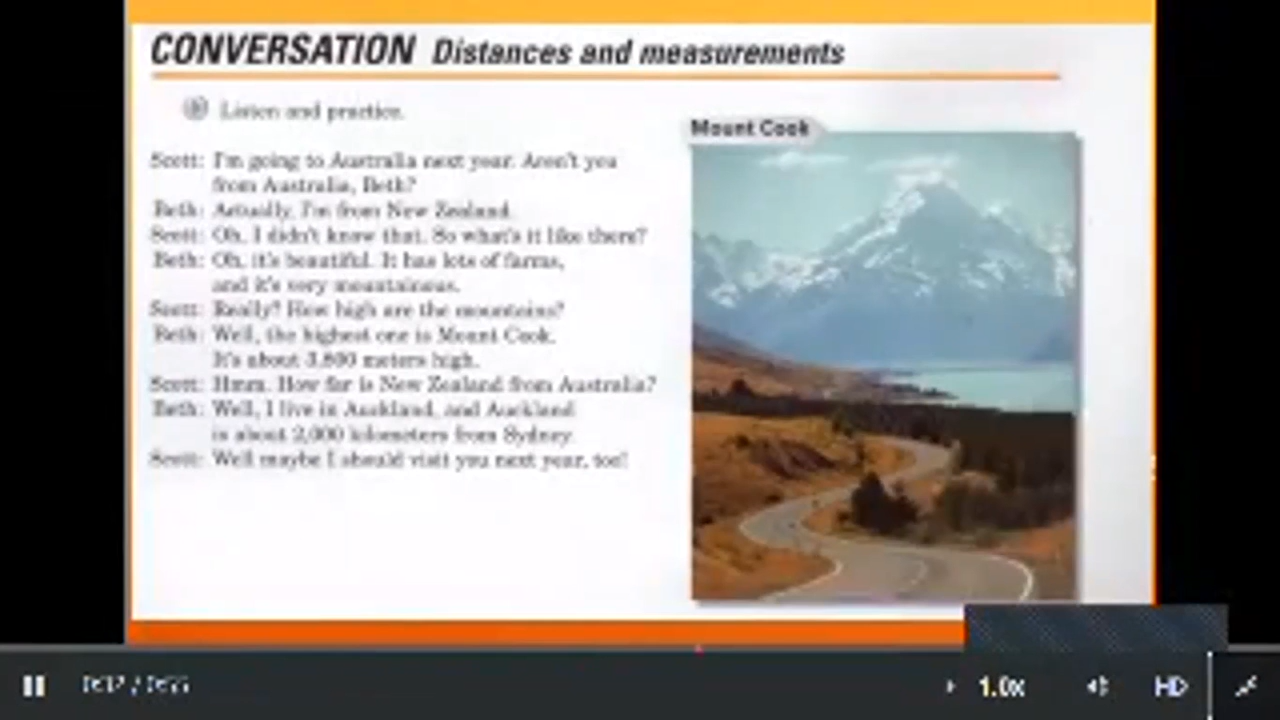 CONVERSATION Distances and measurements
Listen and practice.
Mount Cook
Scott: I'm going to Australia next year. Aren't you
from Australia, Beth?
Beth: Actually, I'm from New Zealand.
Scott: Oh, I didn't know that. So what's it like there?
Beth: Oh, it's beautiful. It has lots of farms,
and it's very mountainous.
Scott: Really? How high are the mountains?
Beth: Well, the highest one is Mount Cook.
It's about 3,800 meters high.
Scott: Hmm. How far is New Zealand from Australia?
Beth: Well, I live in Auckland, and Auckland
is about 2,000 kilometers from Sydney.
Scott: Well maybe I should visit you next year, too!
1.0x
HD